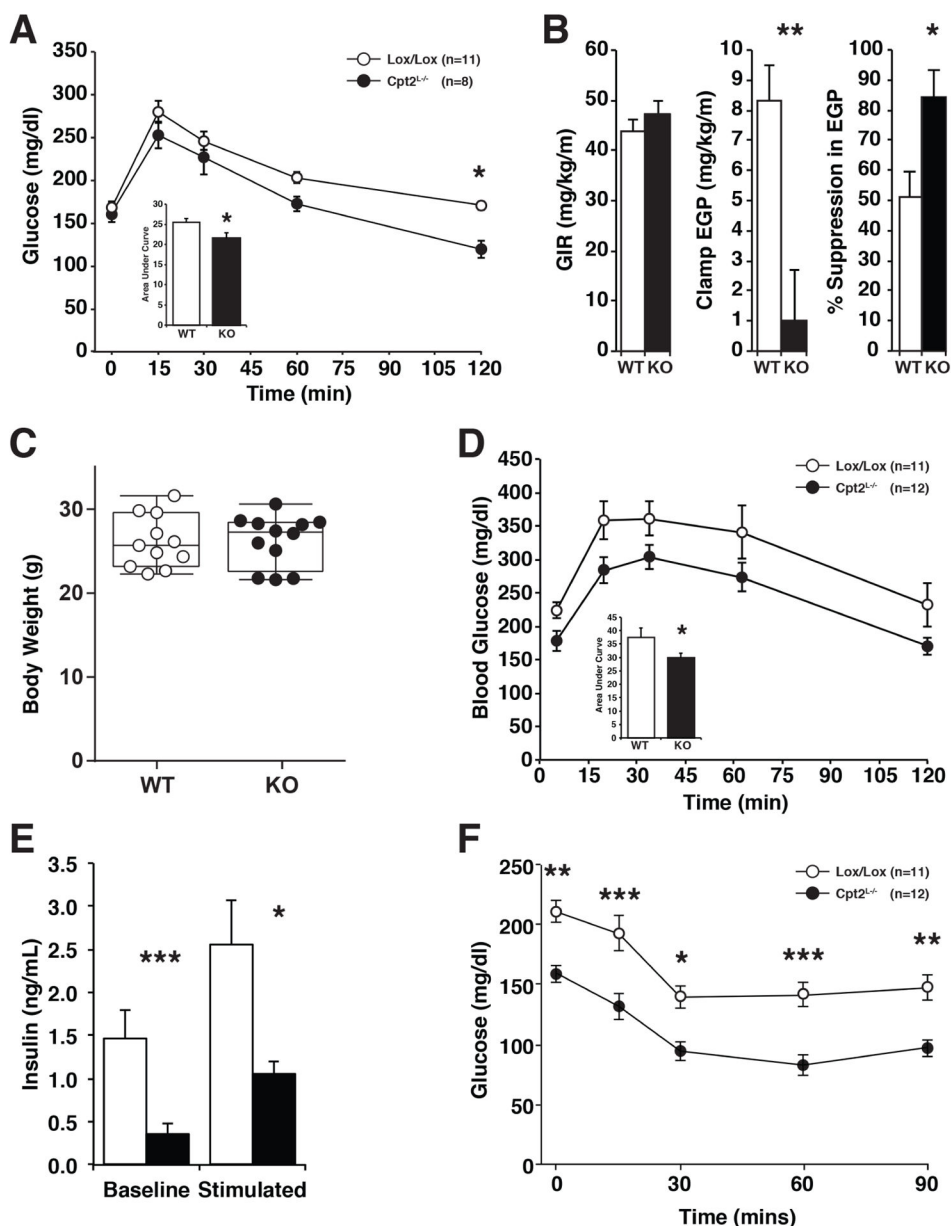 A
Glucose (mg/dl)
350
300
250
200
150
100
50
0
0 15 30 45 60 75 90 105 120
Time (min)
Lox/Lox (n=11)
Cpt2L-/- (n=8)
*
Area Under Curve
30
25
20
15
10
5
0
*
WT KO
B
GIR (mg/kg/m)
60
50
40
30
20
10
0
WT KO
Clamp EGP (mg/kg/m)
10
9
8
7
6
5
4
3
2
1
0
**
WT KO
% Suppression in EGP
100
90
80
70
60
50
40
30
20
10
0
*
WT KO
C
Body Weight (g)
30
20
10
0
WT KO
D
Blood Glucose (mg/dl)
450
400
350
300
250
200
150
100
50
0
0 15 30 45 60 75 90 105 120
Time (min)
Lox/Lox (n=11)
Cpt2L-/- (n=12)
Area Under Curve
45
40
35
30
25
20
15
10
5
0
*
WT KO
E
Insulin (ng/mL)
3.5
3.0
2.5
2.0
1.5
1.0
0.5
0.0
***
*
Baseline Stimulated
F
Glucose (mg/dl)
250
200
150
100
50
0
0 15 30 45 60 75 90
Time (mins)
Lox/Lox (n=11)
Cpt2L-/- (n=12)
**
***
*
***
**